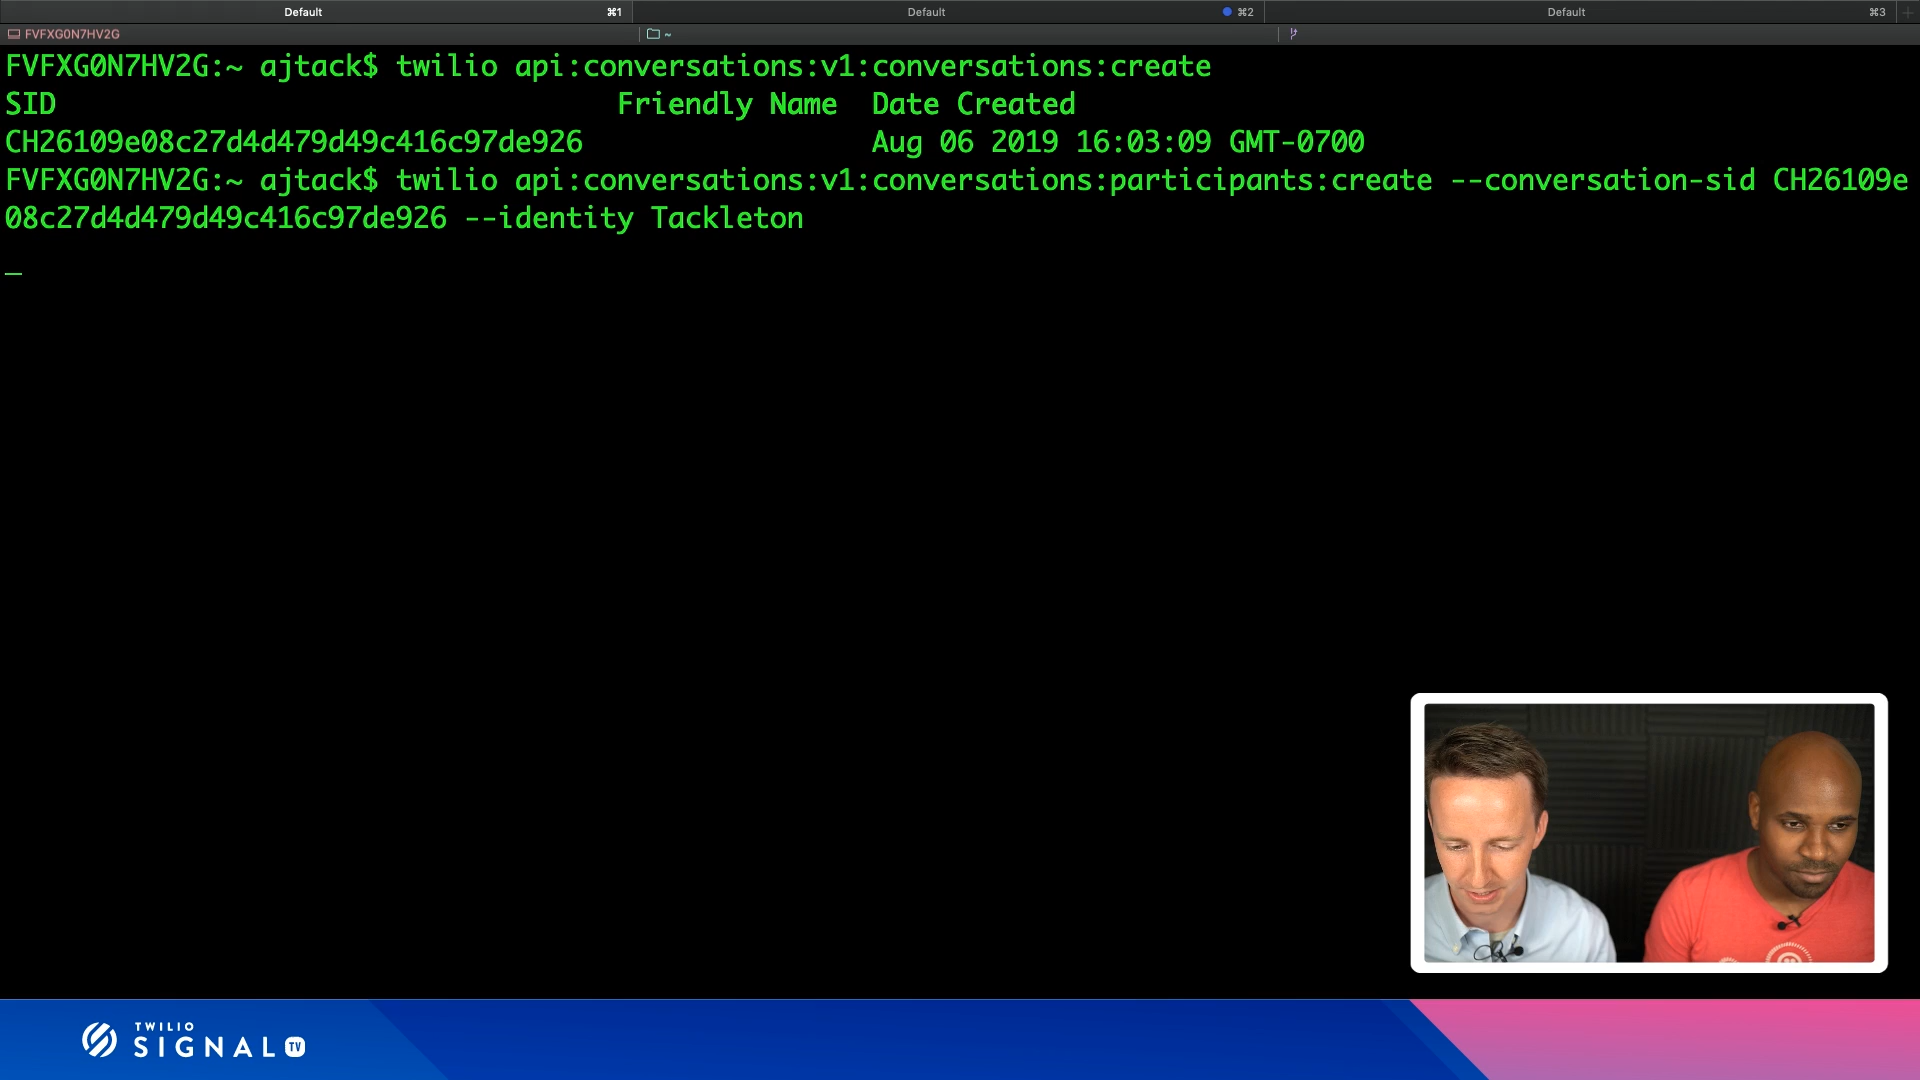 Default ⌘1 Default ⌘2 Default ⌘3
FVFXG0N7HV2G ~
FVFXG0N7HV2G:~ ajtack$ twilio api:conversations:v1:conversations:create
SID Friendly Name Date Created
CH26109e08c27d4d479d49c416c97de926 Aug 06 2019 16:03:09 GMT-0700
FVFXG0N7HV2G:~ ajtack$ twilio api:conversations:v1:conversations:participants:create --conversation-sid CH26109e
08c27d4d479d49c416c97de926 --identity Tackleton
TWILIO
SIGNAL TV